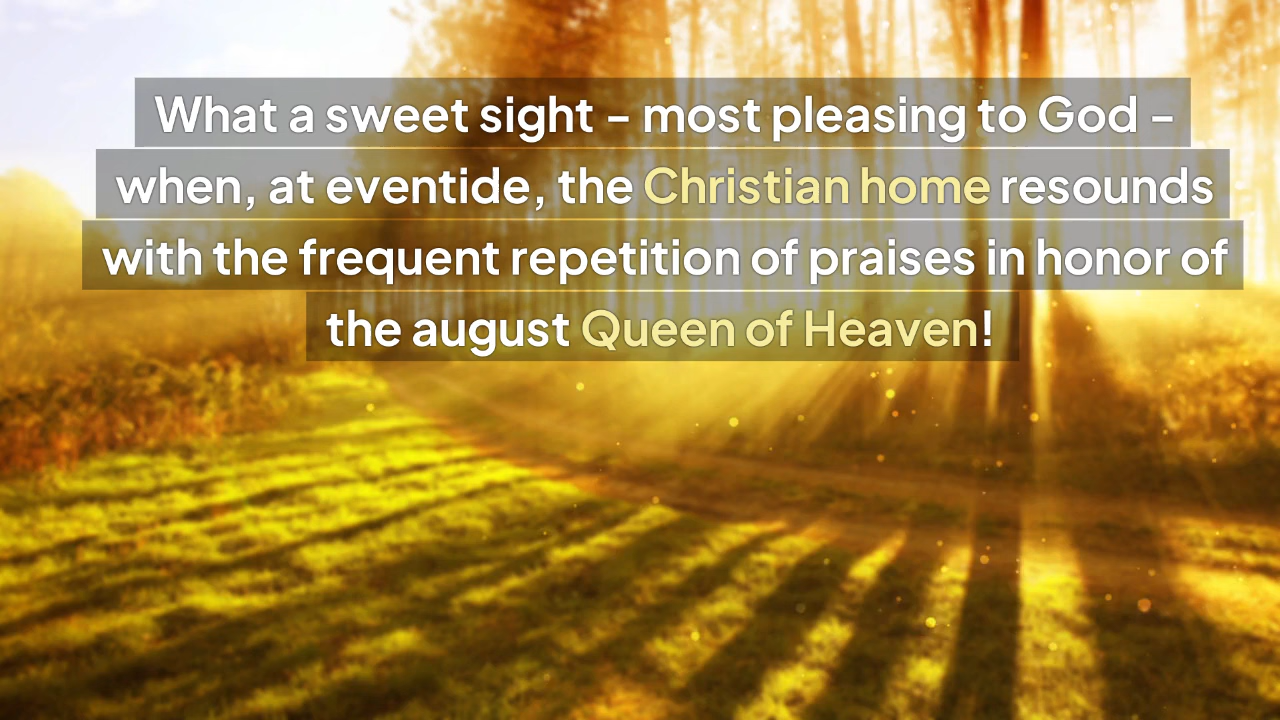 What a sweet sight – most pleasing to God –
when, at eventide, the Christian home resounds
with the frequent repetition of praises in honor of
the august Queen of Heaven!